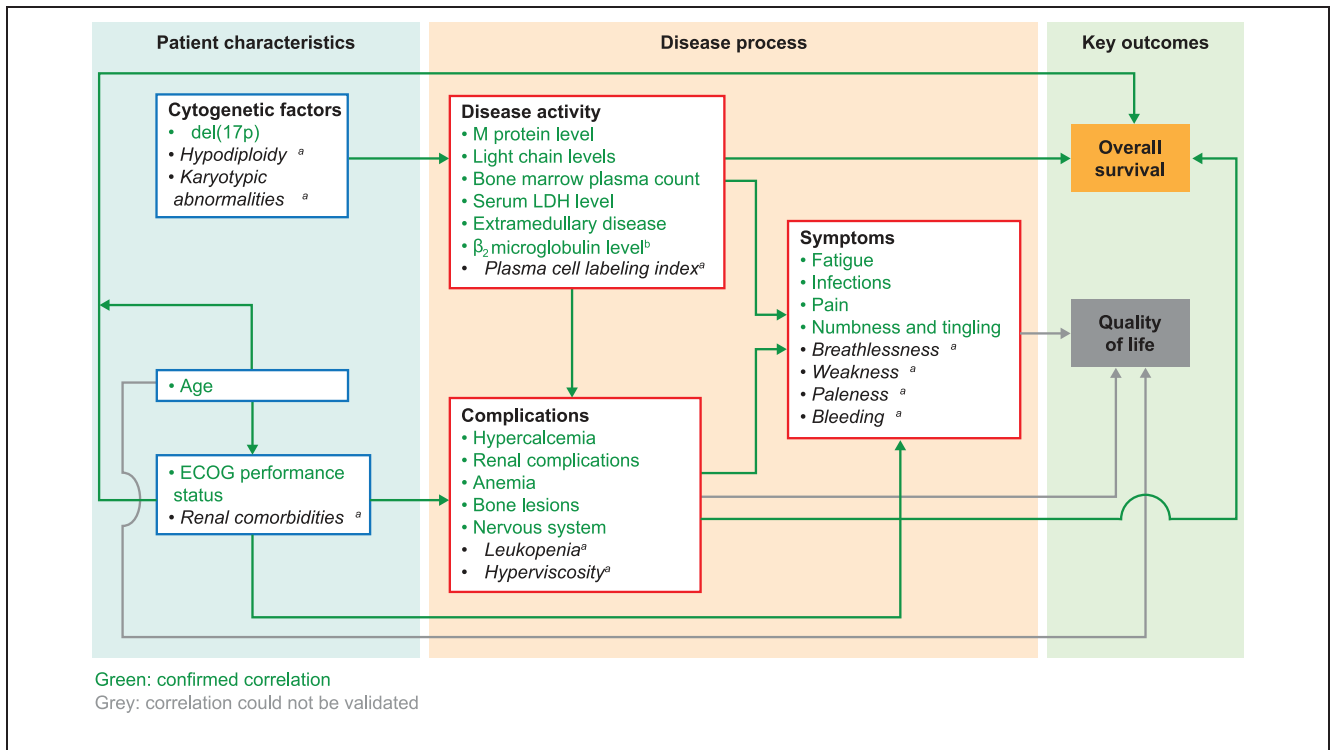 Patient characteristics
Disease process
Key outcomes
Cytogenetic factors
• del(17p)
• Hypodiploidy a
• Karyotypic
abnormalities a
Disease activity
• M protein level
• Light chain levels
• Bone marrow plasma count
• Serum LDH level
• Extramedullary disease
• β2 microglobulin levelb
• Plasma cell labeling indexa
Overall
survival
Symptoms
• Fatigue
• Infections
• Pain
• Numbness and tingling
• Breathlessness a
• Weakness a
• Paleness a
• Bleeding a
Quality
of life
• Age
• ECOG performance
status
• Renal comorbidities a
Complications
• Hypercalcemia
• Renal complications
• Anemia
• Bone lesions
• Nervous system
• Leukopeniaa
• Hyperviscositya
Green: confirmed correlation
Grey: correlation could not be validated